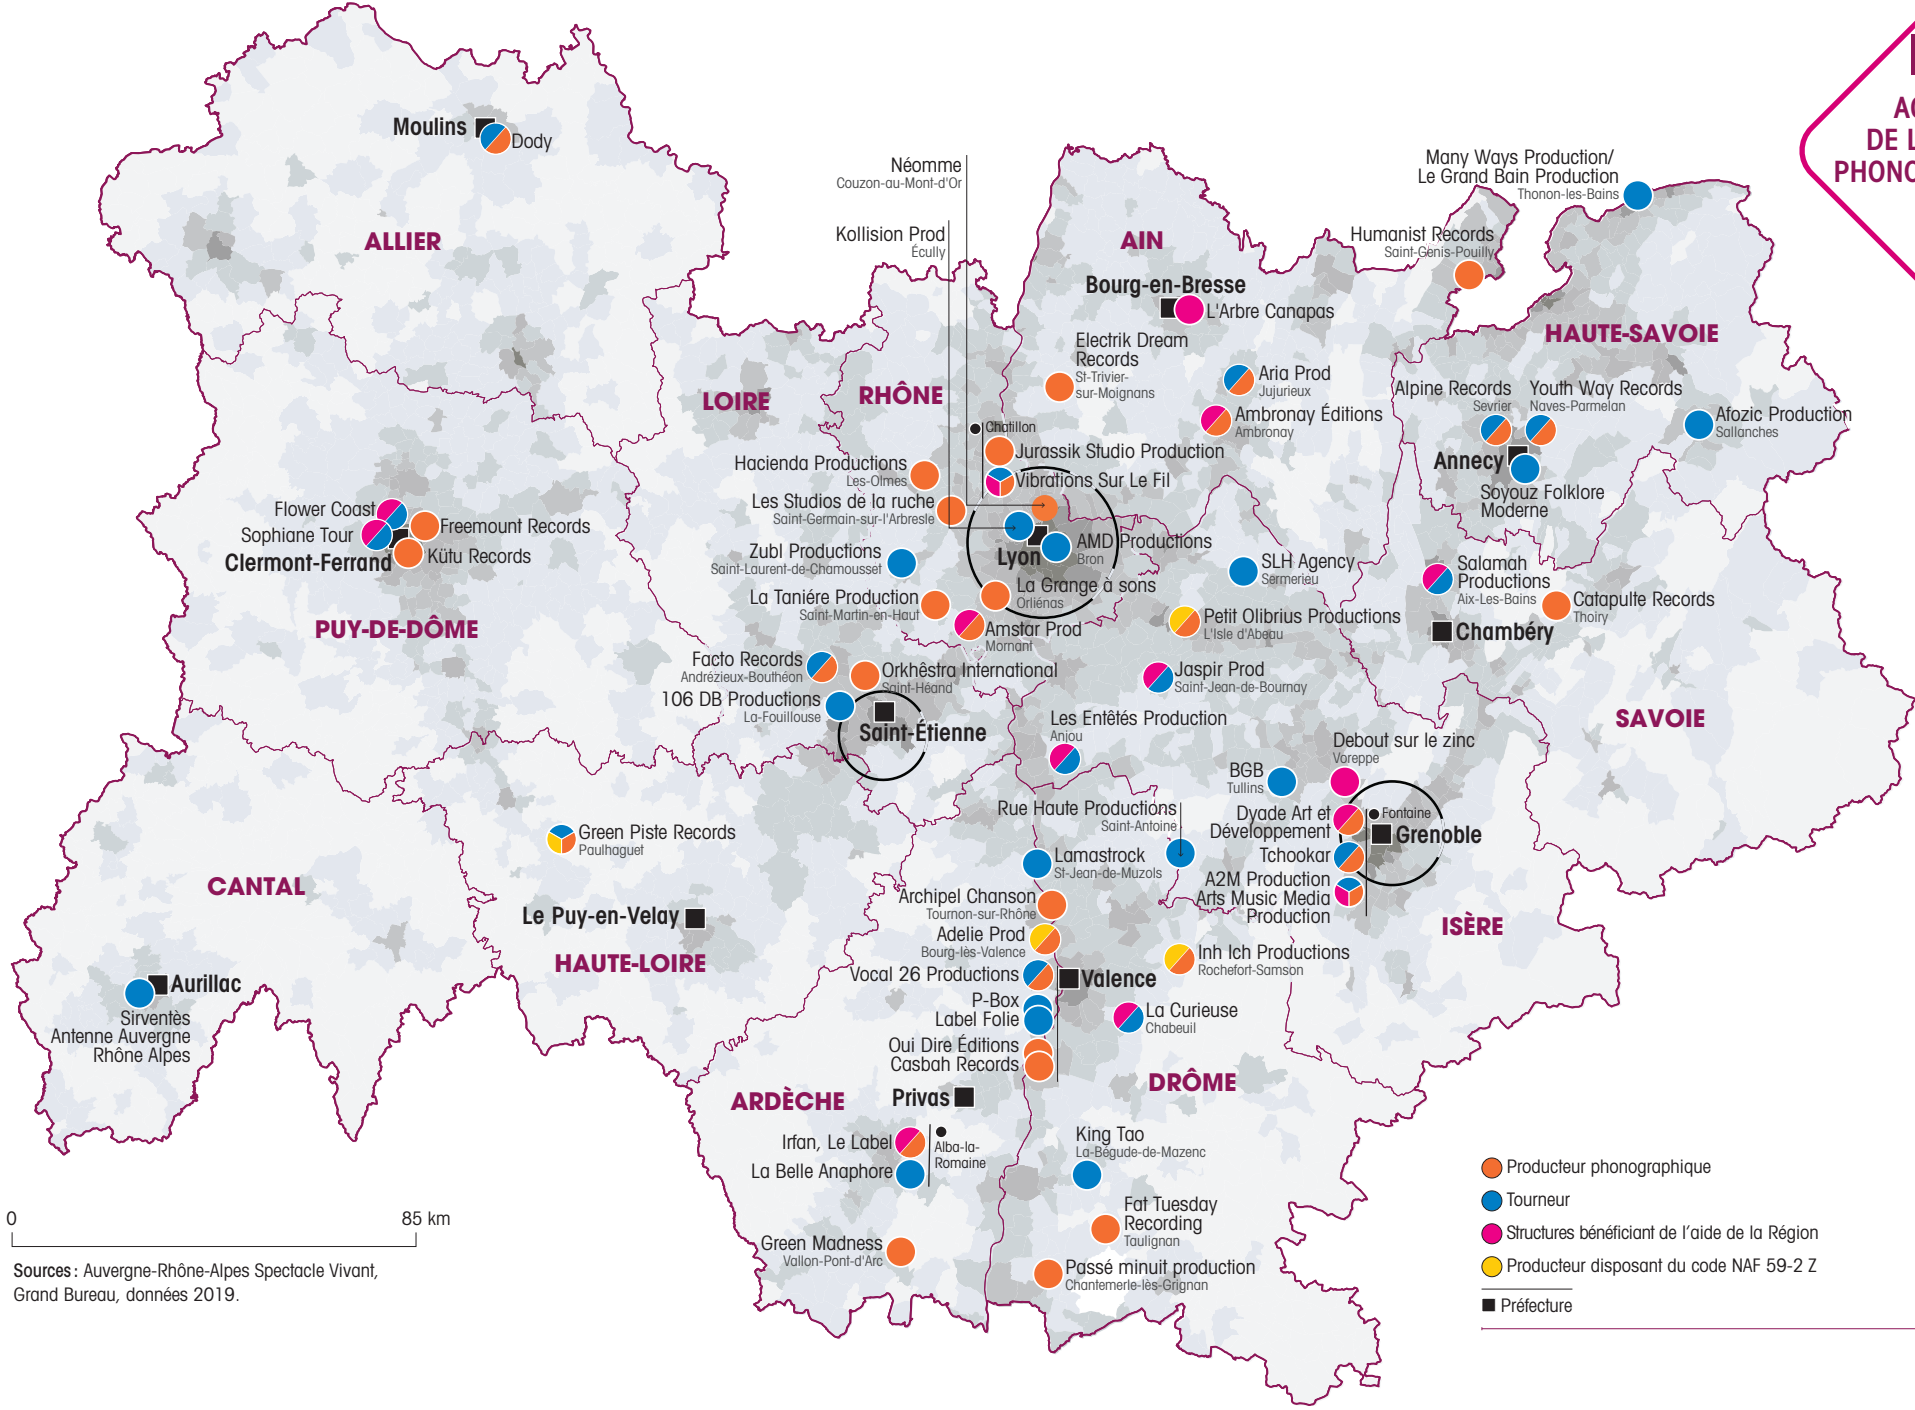 AC
DE L
PHONO
Moulins
Dody
ALLIER
Néomme
Couzon-au-Mont-d'Or
Kollision Prod
Écully
AIN
Bourg-en-Bresse
L'Arbre Canapas
Many Ways Production/
Le Grand Bain Production
Thonon-les-Bains
Humanist Records
Saint-Genis-Pouilly
HAUTE-SAVOIE
Electrik Dream
Records
St-Trivier-
sur-Moignans
Aria Prod
Jujurieux
Ambronay Éditions
Ambronay
Alpine Records
Sevrier
Youth Way Records
Naves-Parmelan
Afozic Production
Sallanches
Annecy
Soyouz Folklore
Moderne
LOIRE
RHÔNE
Chatillon
Jurassik Studio Production
Vibrations Sur Le Fil
Hacienda Productions
Les-Olmes
Les Studios de la ruche
Saint-Germain-sur-l'Arbresle
Zubl Productions
Saint-Laurent-de-Chamousset
Lyon
AMD Productions
Bron
La Grange à sons
Orliénas
La Taniére Production
Saint-Martin-en-Haut
Amstar Prod
Mornant
Flower Coast
Sophiane Tour
Freemount Records
Kütu Records
Clermont-Ferrand
PUY-DE-DÔME
SLH Agency
Sermerieu
Petit Olibrius Productions
L'Isle d'Abeau
Salamah
Productions
Aix-Les-Bains
Catapulte Records
Thoiry
Chambéry
Facto Records
Andrézieux-Bouthéon
Orkhêstra International
Saint-Héand
106 DB Productions
La-Fouillouse
Saint-Étienne
Jaspir Prod
Saint-Jean-de-Bournay
Les Entêtés Production
Anjou
SAVOIE
Debout sur le zinc
Voreppe
BGB
Tullins
Rue Haute Productions
Saint-Antoine
Dyade Art et
Développement
Fontaine
Grenoble
Tchookar
A2M Production
Arts Music Media
Production
ISÈRE
Green Piste Records
Paulhaguet
CANTAL
Le Puy-en-Velay
HAUTE-LOIRE
Aurillac
Sirventès
Antenne Auvergne
Rhône Alpes
Lamastrock
St-Jean-de-Muzols
Archipel Chanson
Tournon-sur-Rhône
Adelie Prod
Bourg-lès-Valence
Vocal 26 Productions
Valence
P-Box
Label Folie
Oui Dire Éditions
Casbah Records
Inh Ich Productions
Rochefort-Samson
La Curieuse
Chabeuil
DRÔME
ARDÈCHE
Privas
Irfan, Le Label
La Belle Anaphore
Alba-la-
Romaine
King Tao
La-Bégude-de-Mazenc
Fat Tuesday
Recording
Taulignan
Green Madness
Vallon-Pont-d'Arc
Passé minuit production
Chantemerle-lès-Grignan
0
85 km
Sources : Auvergne-Rhône-Alpes Spectacle Vivant,
Grand Bureau, données 2019.
Producteur phonographique
Tourneur
Structures bénéficiant de l'aide de la Région
Producteur disposant du code NAF 59-2 Z
Préfecture